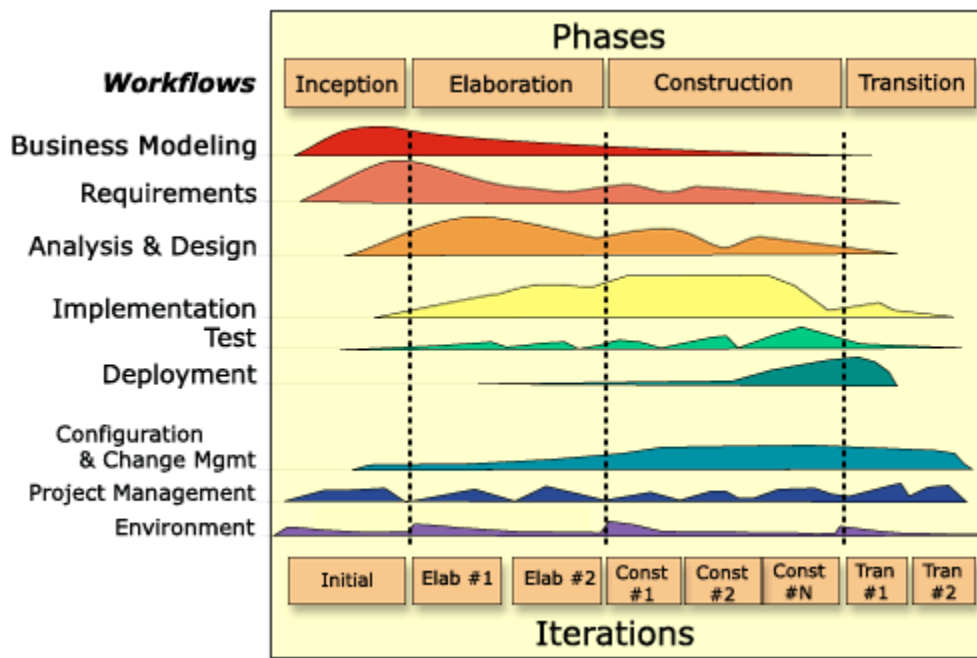 Phases
Workflows
Inception
Elaboration
Construction
Transition
Business Modeling
Requirements
Analysis & Design
Implementation
Test
Deployment
Configuration
& Change Mgmt
Project Management
Environment
Initial
Elab #1
Elab #2
Const
#1
Const
#2
Const
#N
Tran
#1
Tran
#2
Iterations